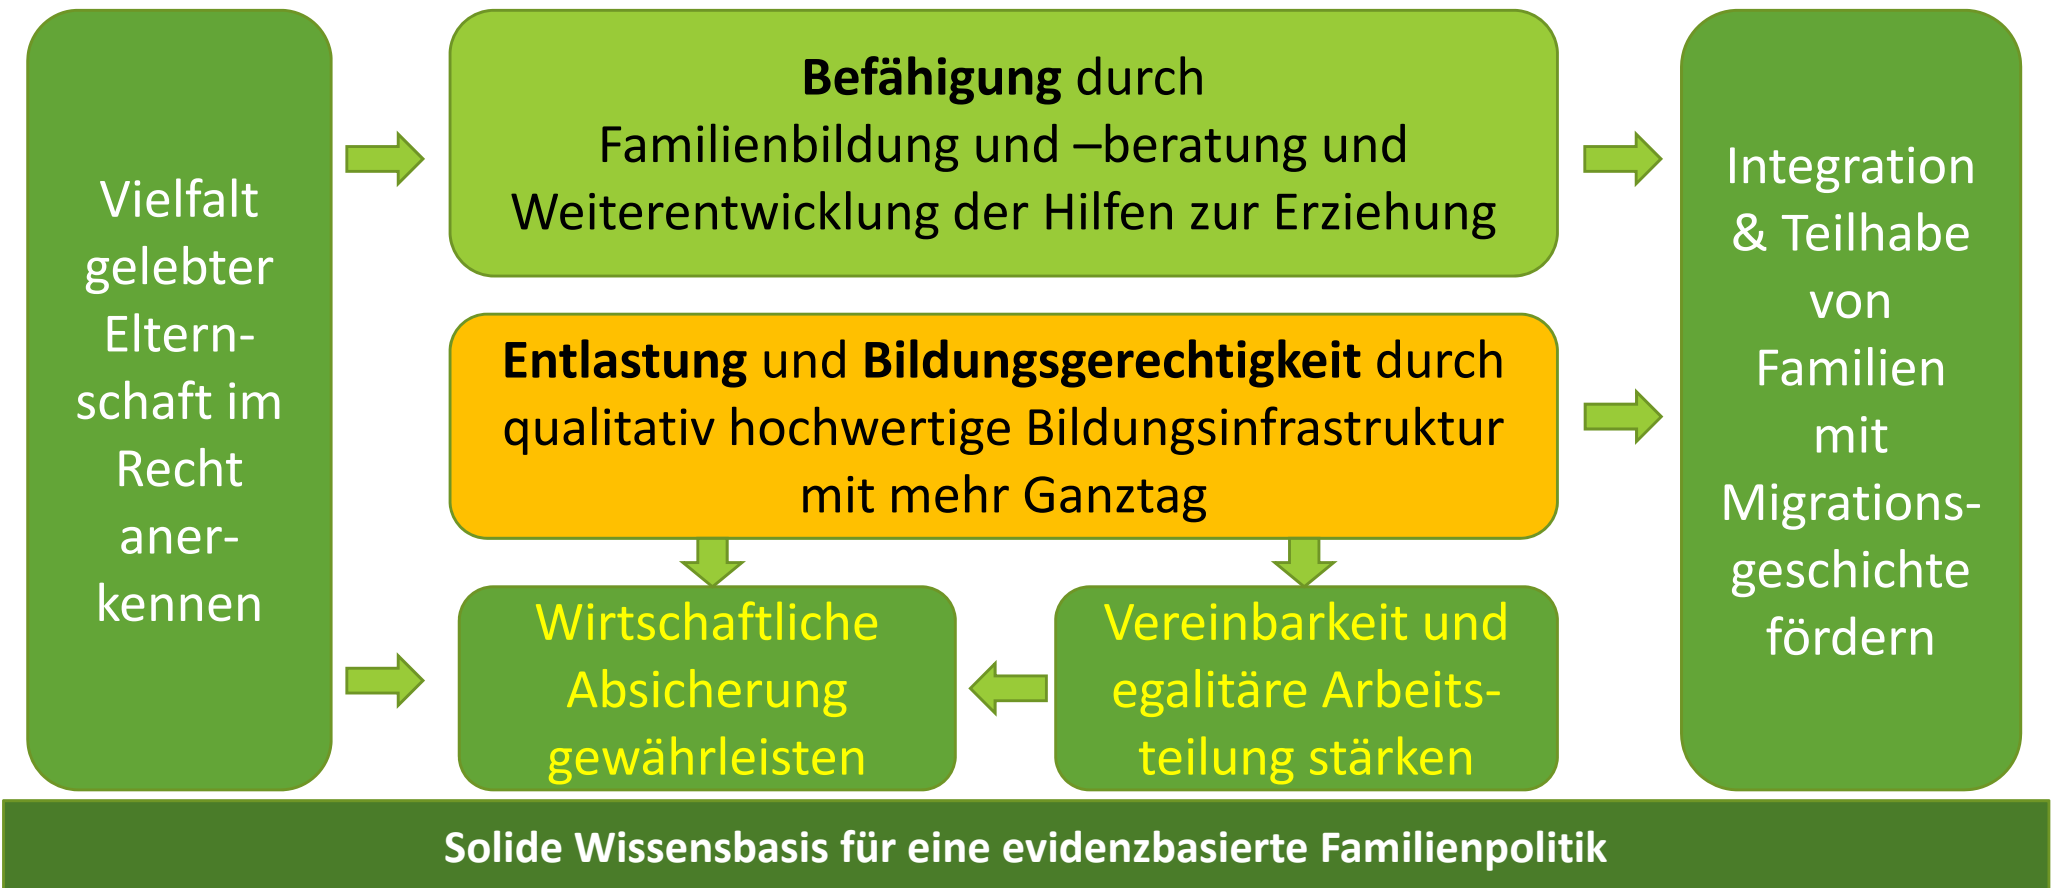 Vielfalt
gelebter
Eltern-
schaft im
Recht
aner-
kennen
Befähigung durch
Familienbildung und –beratung und
Weiterentwicklung der Hilfen zur Erziehung
Entlastung und Bildungsgerechtigkeit durch
qualitativ hochwertige Bildungsinfrastruktur
mit mehr Ganztag
Wirtschaftliche
Absicherung
gewährleisten
Vereinbarkeit und
egalitäre Arbeits-
teilung stärken
Integration
& Teilhabe
von
Familien
mit
Migrations-
geschichte
fördern
Solide Wissensbasis für eine evidenzbasierte Familienpolitik